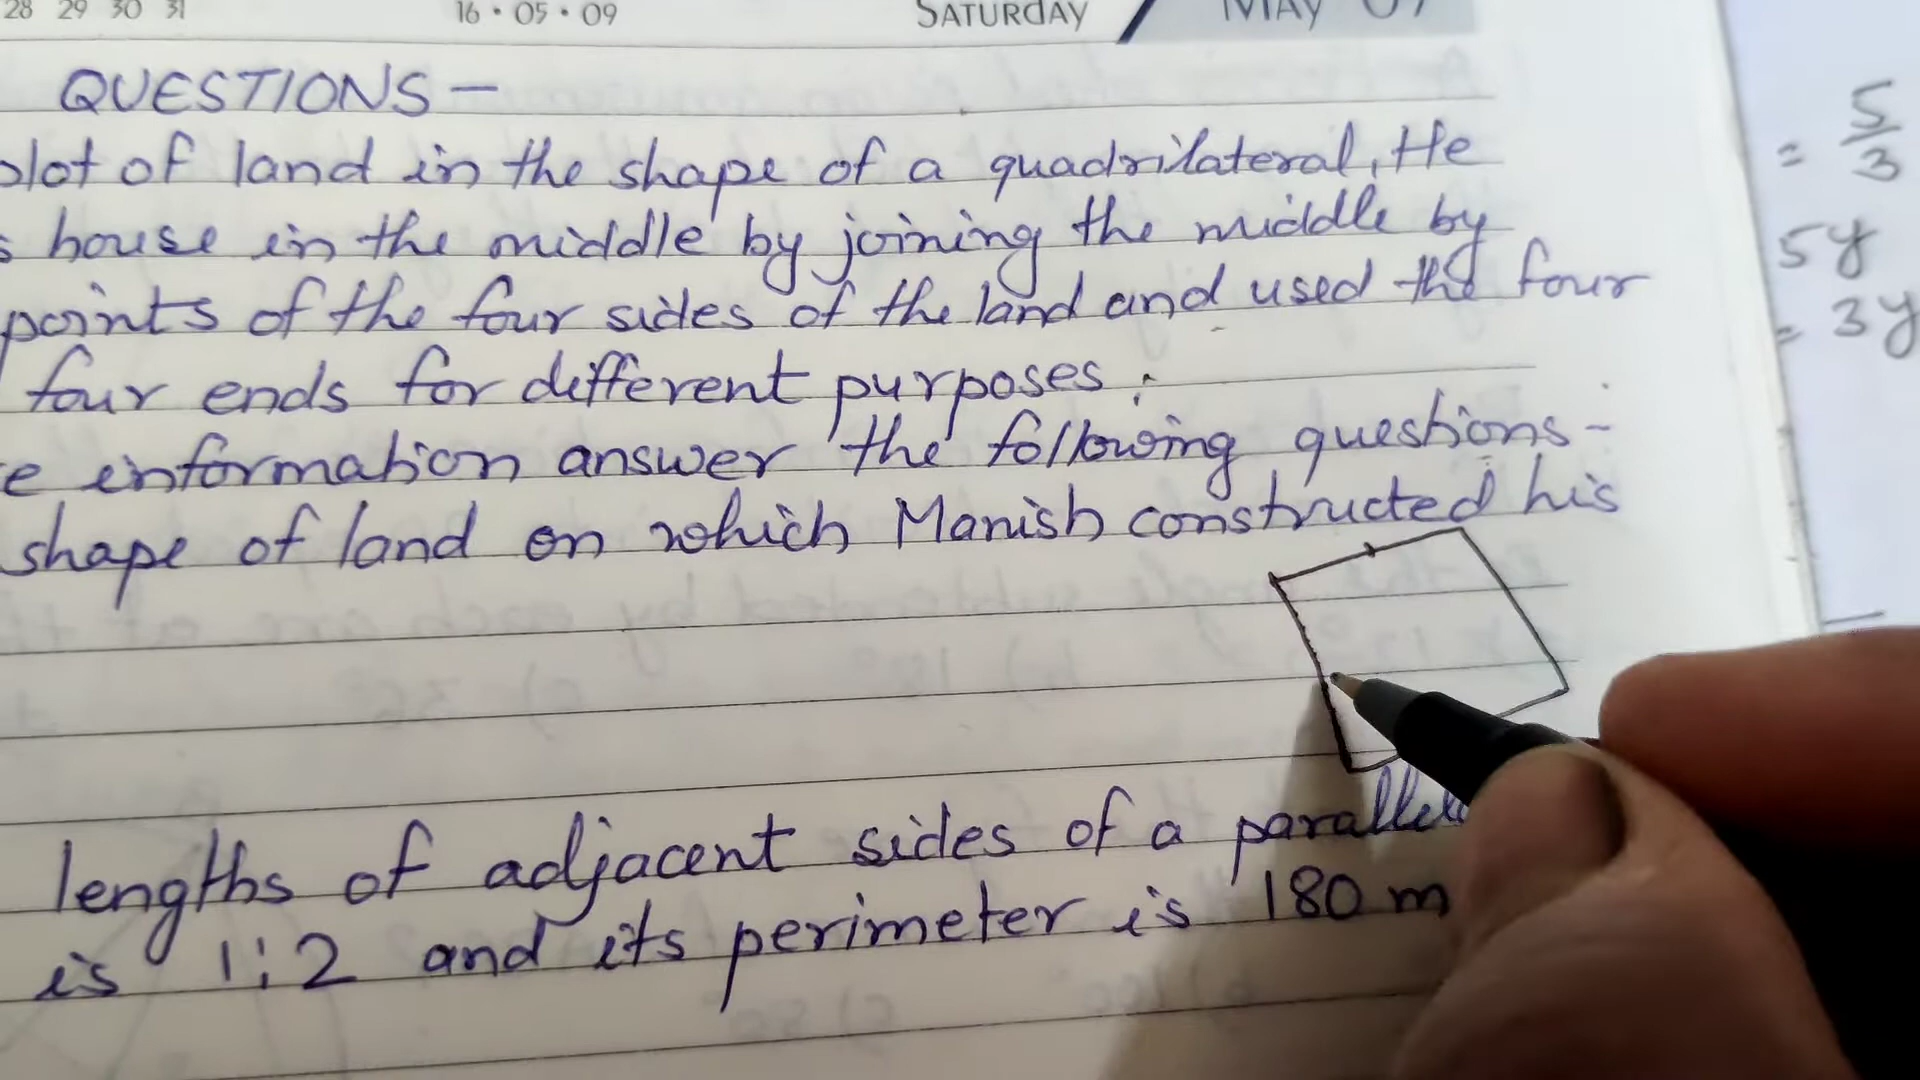 28 29 30 31 16 • 05 • 09 SATURDAY MAY
QUESTIONS -
plot of land in the shape of a quadrilateral, He
s house in the middle by joining the middle by
points of the four sides of the land and used the four
four ends for different purposes.
e information answer the following questions -
shape of land on which Manish constructed his
lengths of adjacent sides of a parallel
is 1:2 and its perimeter is 180 m
= 5/3
5y
= 3y